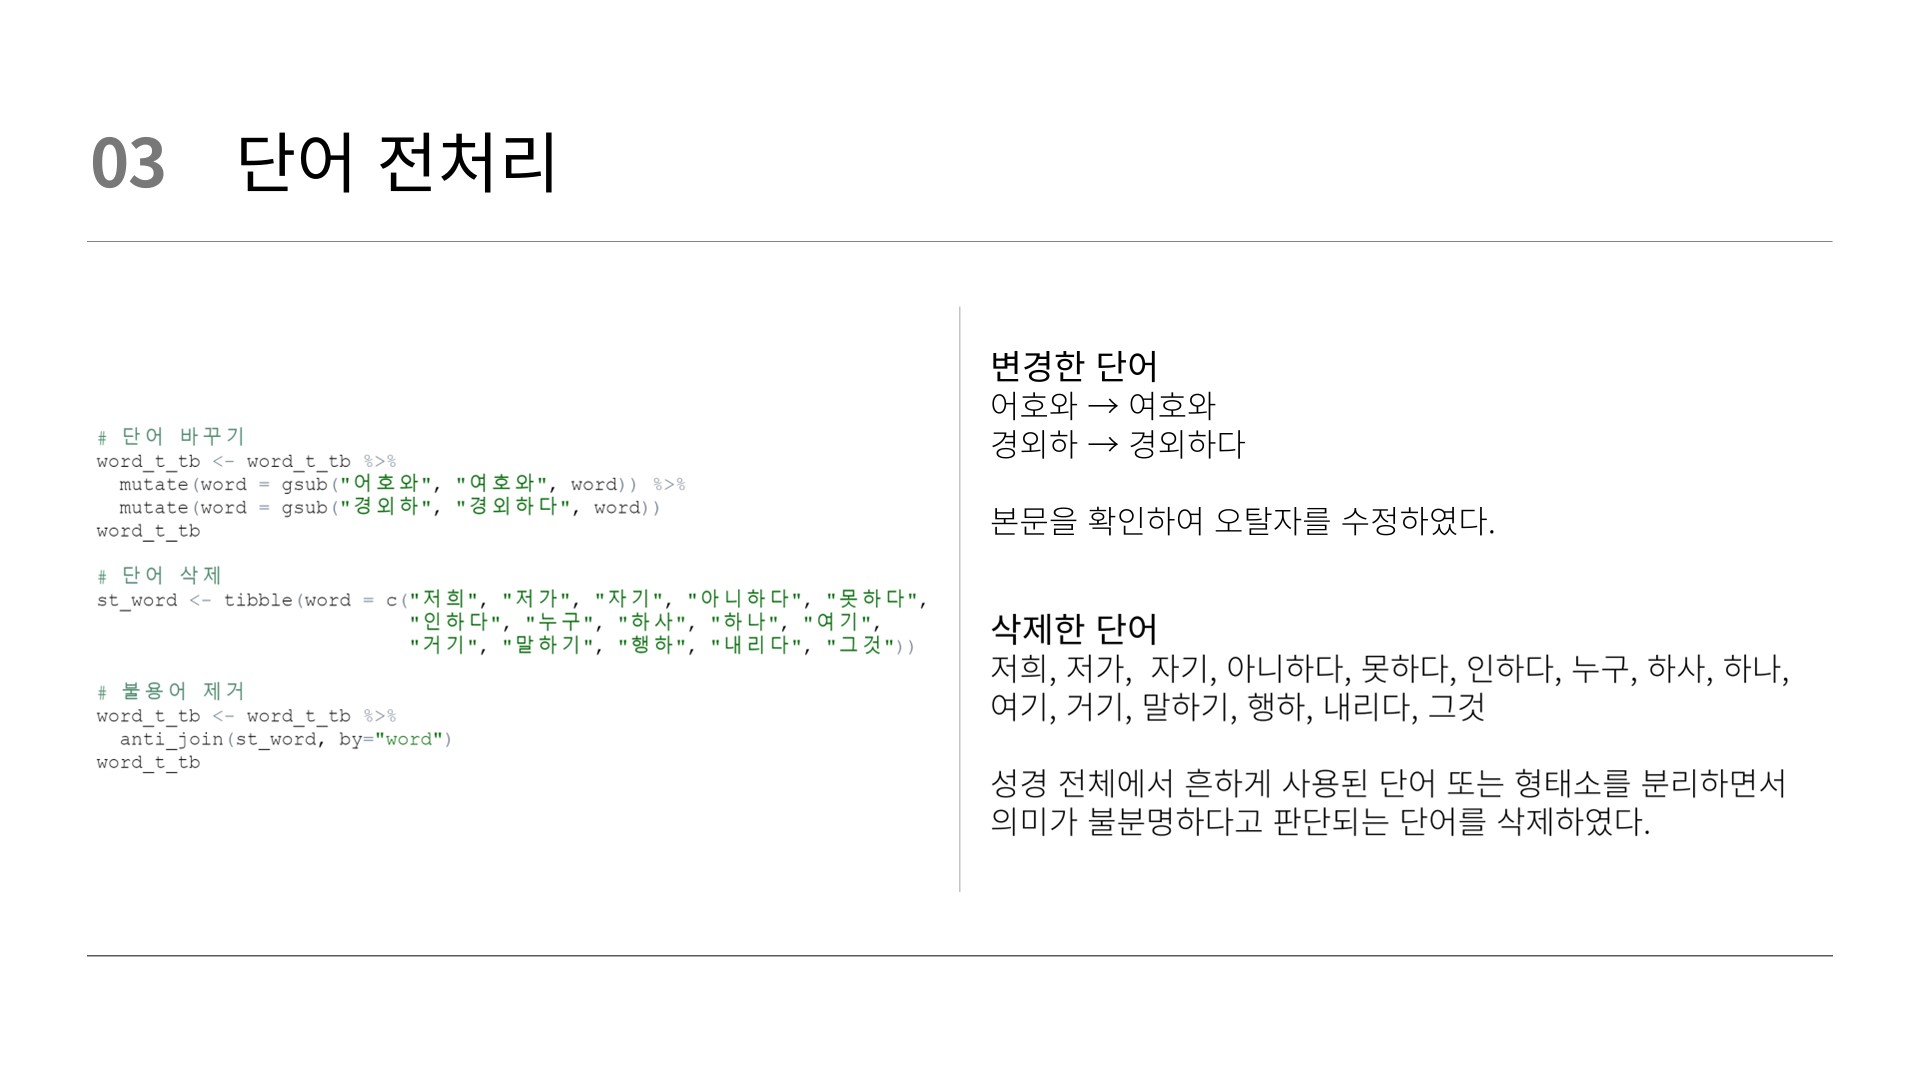 03 단어 전처리
# 단어 바꾸기
word_t_tb <- word_t_tb %>%
  mutate(word = gsub("어호와", "여호와", word)) %>%
  mutate(word = gsub("경외하", "경외하다", word))
word_t_tb
# 단어 삭제
st_word <- tibble(word = c("저희", "저가", "자기", "아니하다", "못하다",
                           "인하다", "누구", "하사", "하나", "여기",
                           "거기", "말하기", "행하", "내리다", "그것"))
# 불용어 제거
word_t_tb <- word_t_tb %>%
  anti_join(st_word, by="word")
word_t_tb
변경한 단어
어호와 → 여호와
경외하 → 경외하다
본문을 확인하여 오탈자를 수정하였다.
삭제한 단어
저희, 저가,  자기, 아니하다, 못하다, 인하다, 누구, 하사, 하나,
여기, 거기, 말하기, 행하, 내리다, 그것
성경 전체에서 흔하게 사용된 단어 또는 형태소를 분리하면서
의미가 불분명하다고 판단되는 단어를 삭제하였다.